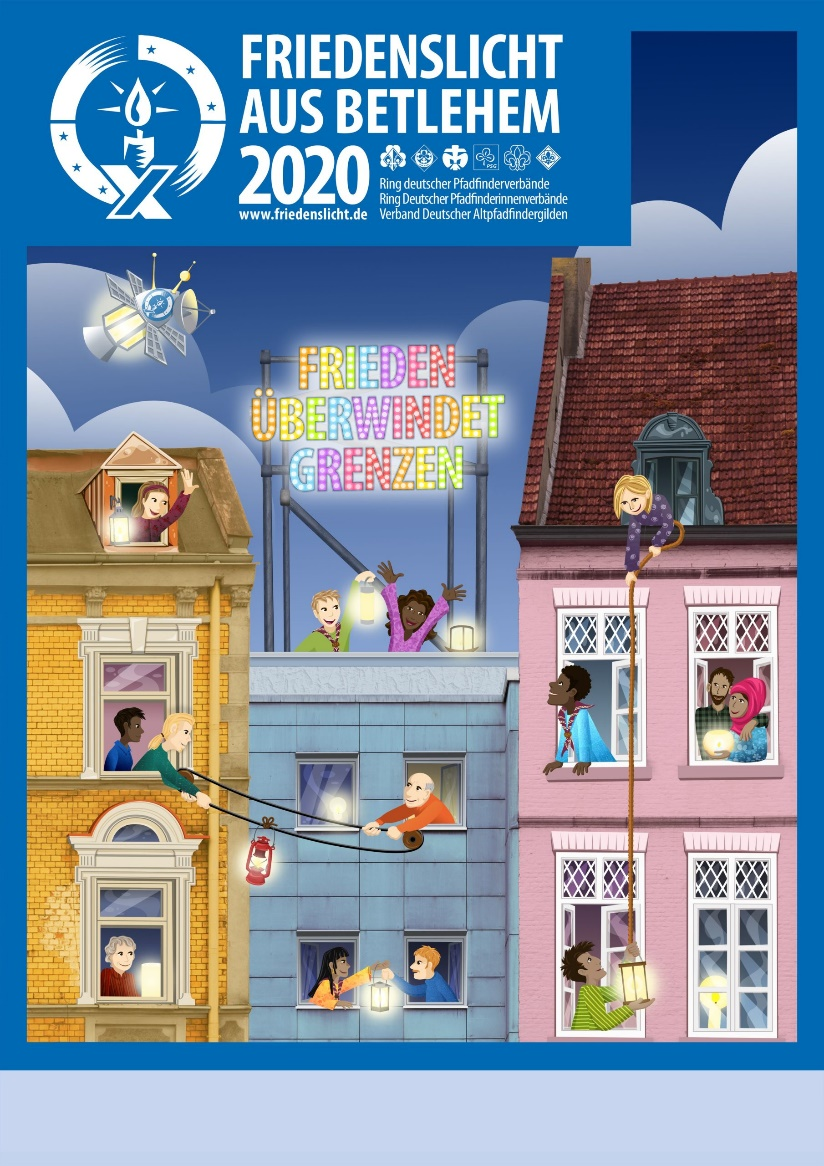 FRIEDENSLICHT
AUS BETLEHEM
2020
PSG
Ring deutscher Pfadfinderverbände
Ring Deutscher Pfadfinderinnenverbände
Verband Deutscher Altpfadfindergilden
www.friedenslicht.de
FRIEDEN
ÜBERWINDET
GRENZEN